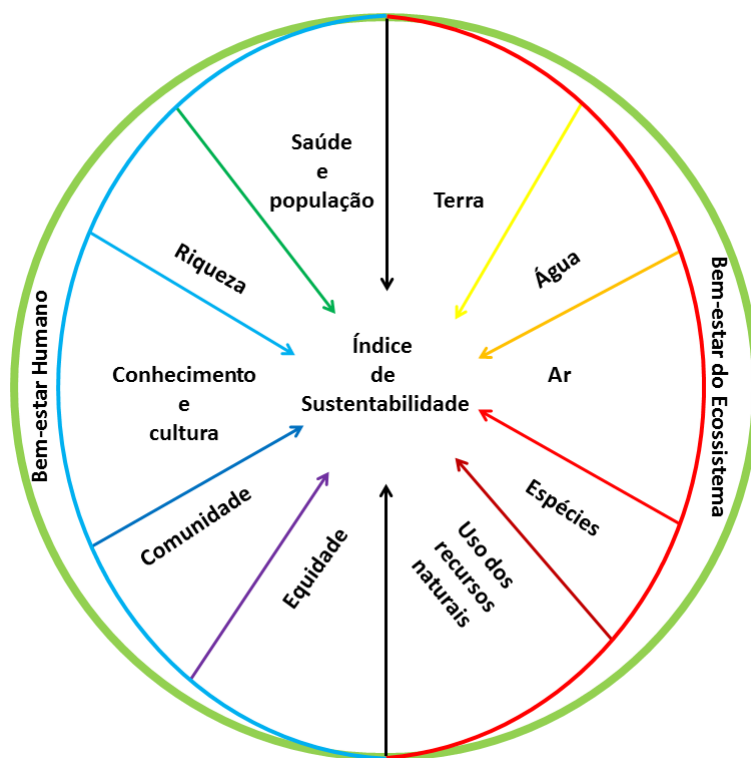 Saúde
e
população
Terra
Riqueza
Água
Bem-estar Humano
Bem-estar do Ecossistema
Índice
de
Sustentabilidade
Conhecimento
e
cultura
Ar
Comunidade
Espécies
Equidade
Uso dos
recursos
naturais